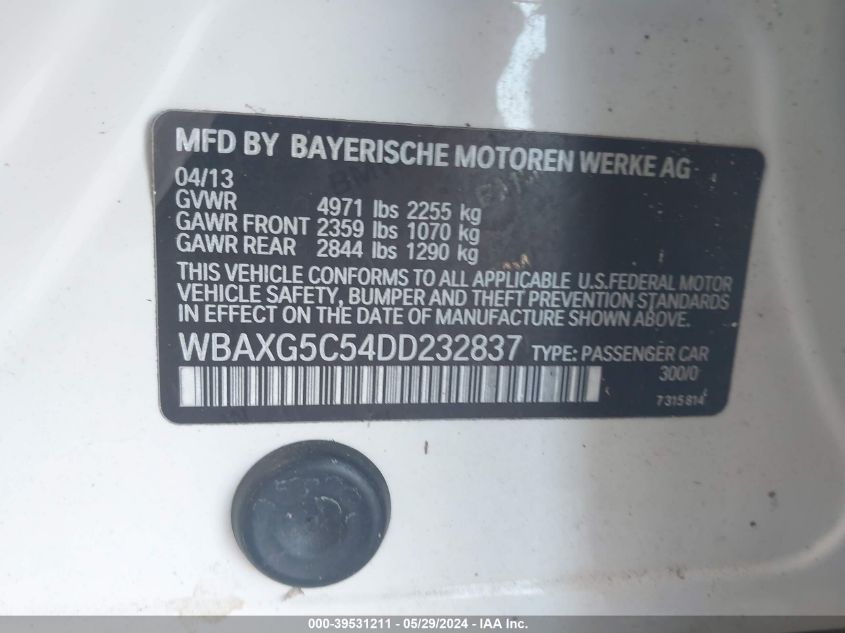 MFD BY BAYERISCHE MOTOREN WERKE AG
04/13
GVWR 4971 lbs 2255 kg
GAWR FRONT 2359 lbs 1070 kg
GAWR REAR 2844 lbs 1290 kg
THIS VEHICLE CONFORMS TO ALL APPLICABLE U.S.FEDERAL MOTOR
VEHICLE SAFETY, BUMPER AND THEFT PREVENTION STANDARDS
IN EFFECT ON THE DATE OF MANUFACTURE SHOWN ABOVE.
WBAXG5C54DD232837 TYPE: PASSENGER CAR
300/0
7 315 814
000-39531211 - 05/29/2024 - IAA Inc.